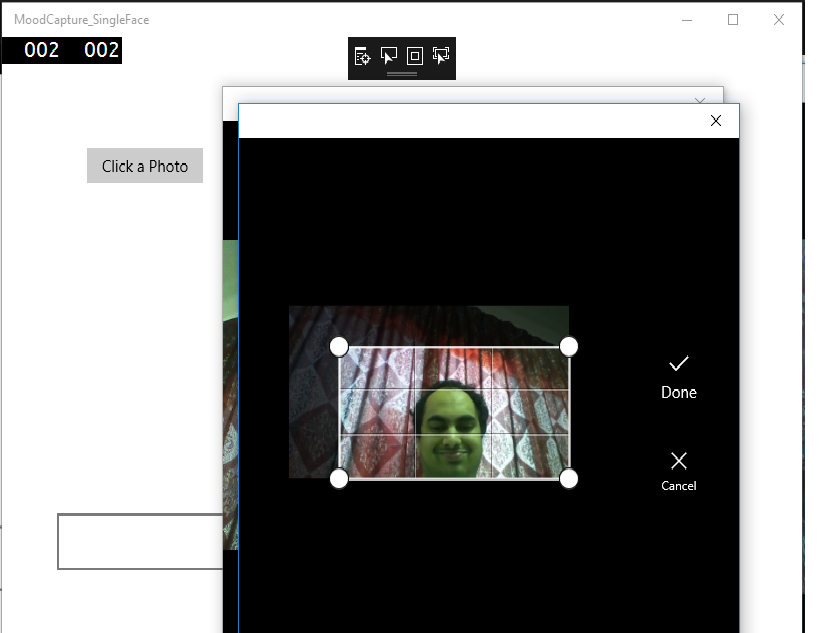 MoodCapture_SingleFace
002 002
Click a Photo
Done
Cancel